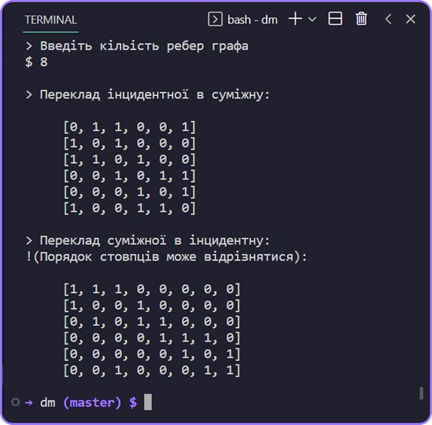 TERMINAL
bash - dm
> Введіть кількість ребер графа
$ 8
> Переклад інцидентної в суміжну:
[0, 1, 1, 0, 0, 1]
[1, 0, 1, 0, 0, 0]
[1, 1, 0, 1, 0, 0]
[0, 0, 1, 0, 1, 1]
[0, 0, 0, 1, 0, 1]
[1, 0, 0, 1, 1, 0]
> Переклад суміжної в інцидентну:
!(Порядок стовпців може відрізнятися):
[1, 1, 1, 0, 0, 0, 0, 0]
[1, 0, 0, 1, 0, 0, 0, 0]
[0, 1, 0, 1, 1, 0, 0, 0]
[0, 0, 0, 0, 1, 1, 1, 0]
[0, 0, 0, 0, 0, 1, 0, 1]
[0, 0, 1, 0, 0, 0, 1, 1]
→ dm (master) $